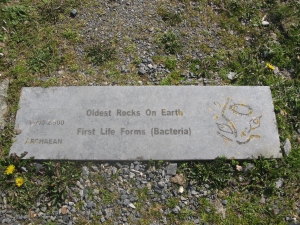 Oldest Rocks On Earth
First Life Forms (Bacteria)
ARCHAEAN